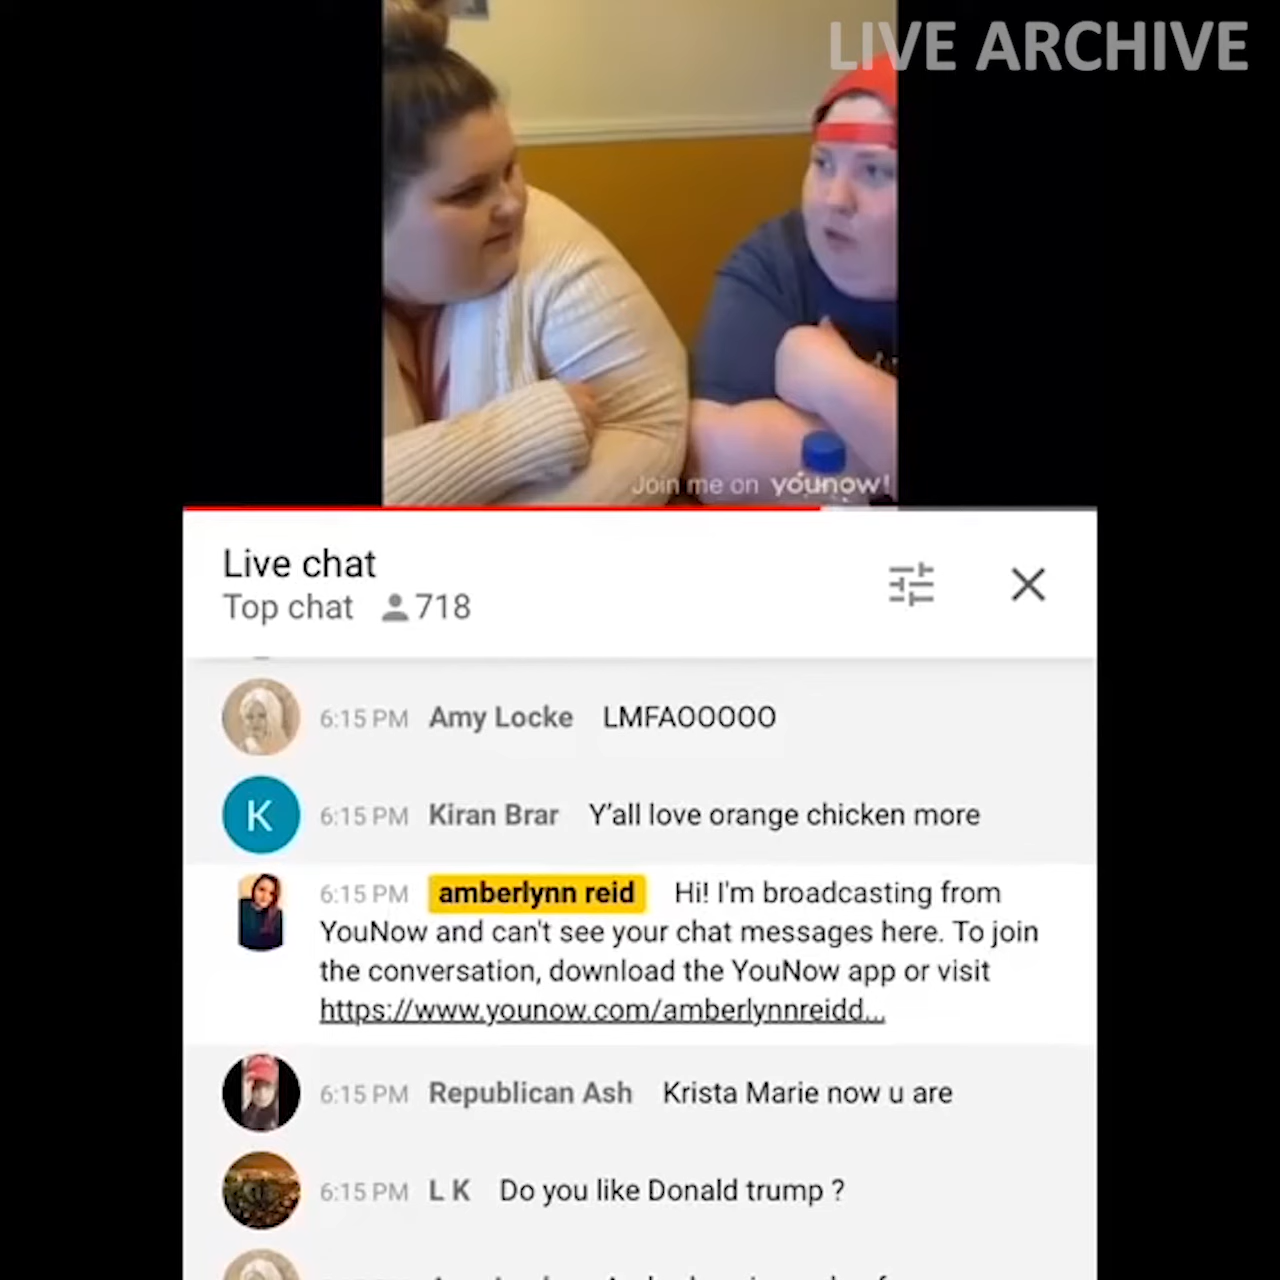 LIVE ARCHIVE
Join me on younow!
Live chat
Top chat 718
6:15 PM Amy Locke LMFAOOOOO
K 6:15 PM Kiran Brar Y'all love orange chicken more
6:15 PM amberlynn reid Hi! I'm broadcasting from
YouNow and can't see your chat messages here. To join
the conversation, download the YouNow app or visit
https://www.younow.com/amberlynnreidd...
6:15 PM Republican Ash Krista Marie now u are
6:15 PM L K Do you like Donald trump ?